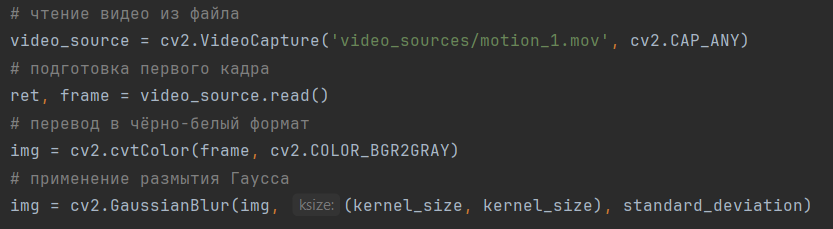 # чтение видео из файла
video_source = cv2.VideoCapture('video_sources/motion_1.mov', cv2.CAP_ANY)
# подготовка первого кадра
ret, frame = video_source.read()
# перевод в чёрно-белый формат
img = cv2.cvtColor(frame, cv2.COLOR_BGR2GRAY)
# применение размытия Гаусса
img = cv2.GaussianBlur(img, ksize: (kernel_size, kernel_size), standard_deviation)